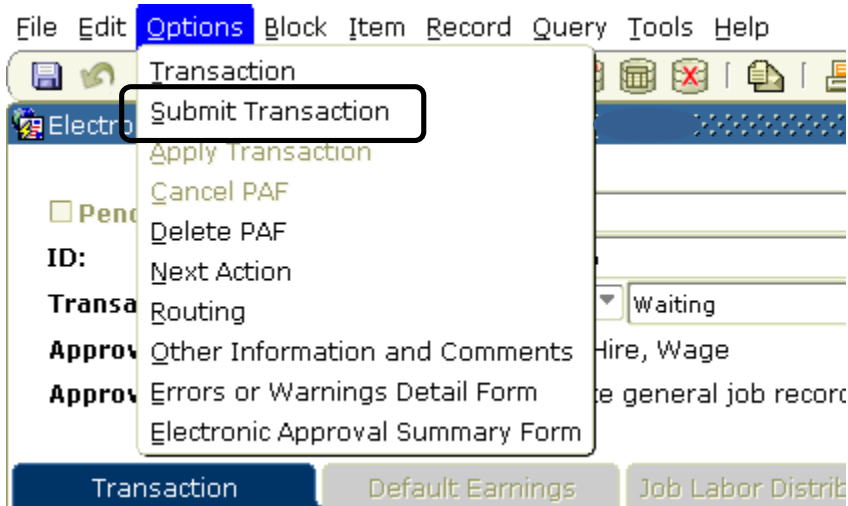 File Edit Options Block Item Record Query Tools Help
Transaction
Submit Transaction
Electro
Apply Transaction
Cancel PAF
Pend
Delete PAF
ID:
Next Action
Transa
Routing
Waiting
Approv
Other Information and Comments
Hire, Wage
Approv
Errors or Warnings Detail Form
e general job record
Electronic Approval Summary Form
Transaction Default Earnings Job Labor Distrib